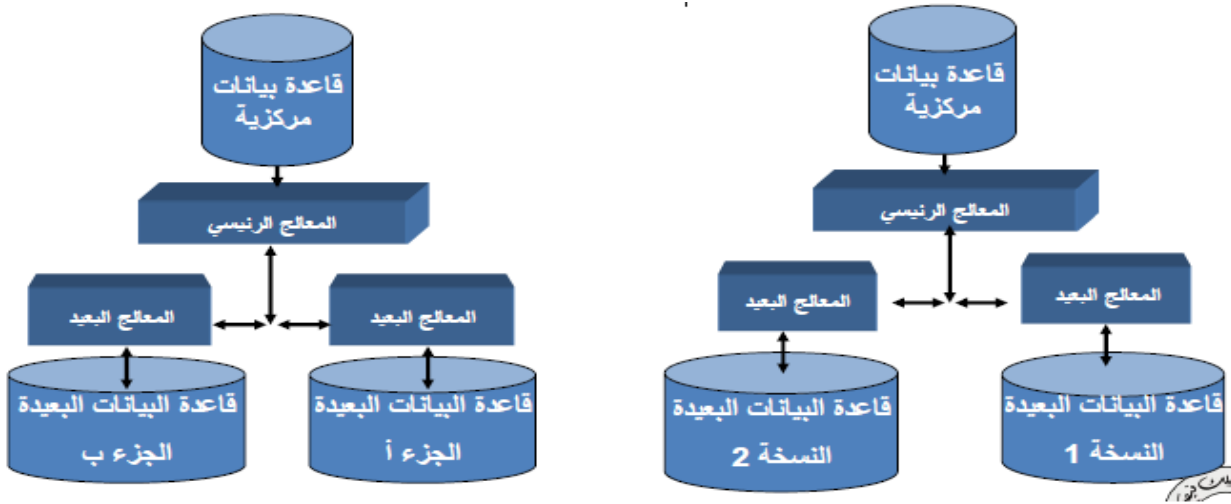 قاعدة بيانات
مركزية
المعالج الرئيسي
المعالج البعيد
المعالج البعيد
قاعدة البيانات البعيدة
النسخة 1
قاعدة البيانات البعيدة
النسخة 2
قاعدة بيانات
مركزية
المعالج الرئيسي
المعالج البعيد
المعالج البعيد
قاعدة البيانات البعيدة
الجزء أ
قاعدة البيانات البعيدة
الجزء ب